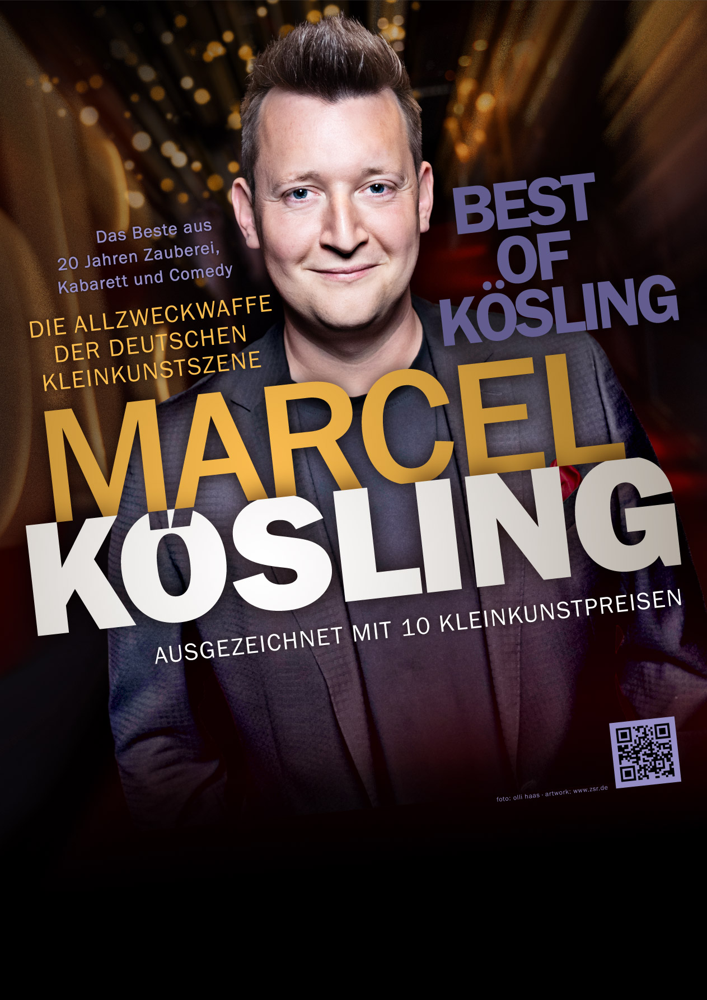 Das Beste aus
20 Jahren Zauberei,
Kabarett und Comedy
DIE ALLZWECKWAFFE
DER DEUTSCHEN
KLEINKUNSTSZENE
BEST
OF
KÖSLING
MARCEL
KÖSLING
AUSGEZEICHNET MIT 10 KLEINKUNSTPREISEN
foto: olli haas · artwork: www.zsr.de